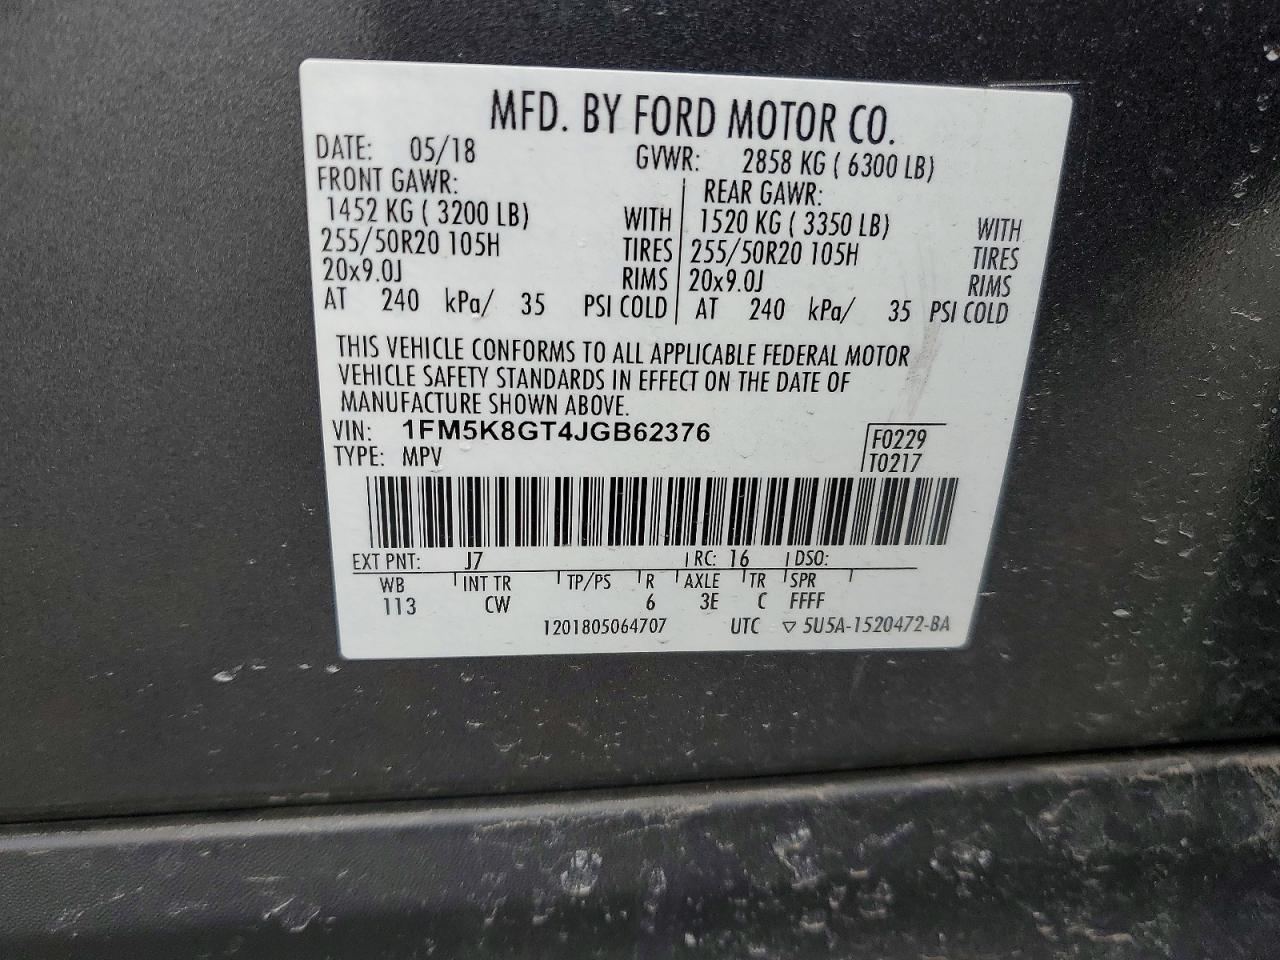 MFD. BY FORD MOTOR CO.
DATE: 05/18 GVWR: 2858 KG ( 6300 LB)
FRONT GAWR: REAR GAWR:
1452 KG ( 3200 LB) WITH 1520 KG ( 3350 LB) WITH
255/50R20 105H TIRES 255/50R20 105H TIRES
20x9.0J RIMS 20x9.0J RIMS
AT 240 kPa/ 35 PSI COLD AT 240 kPa/ 35 PSI COLD
THIS VEHICLE CONFORMS TO ALL APPLICABLE FEDERAL MOTOR
VEHICLE SAFETY STANDARDS IN EFFECT ON THE DATE OF
MANUFACTURE SHOWN ABOVE.
VIN: 1FM5K8GT4JGB62376 F0229
TYPE: MPV T0217
EXT PNT: J7 RC: 16 DSO:
WB INT TR TP/PS R AXLE TR SPR
113 CW 6 3E C FFFF
1201805064707 UTC ▽ 5U5A-1520472-BA